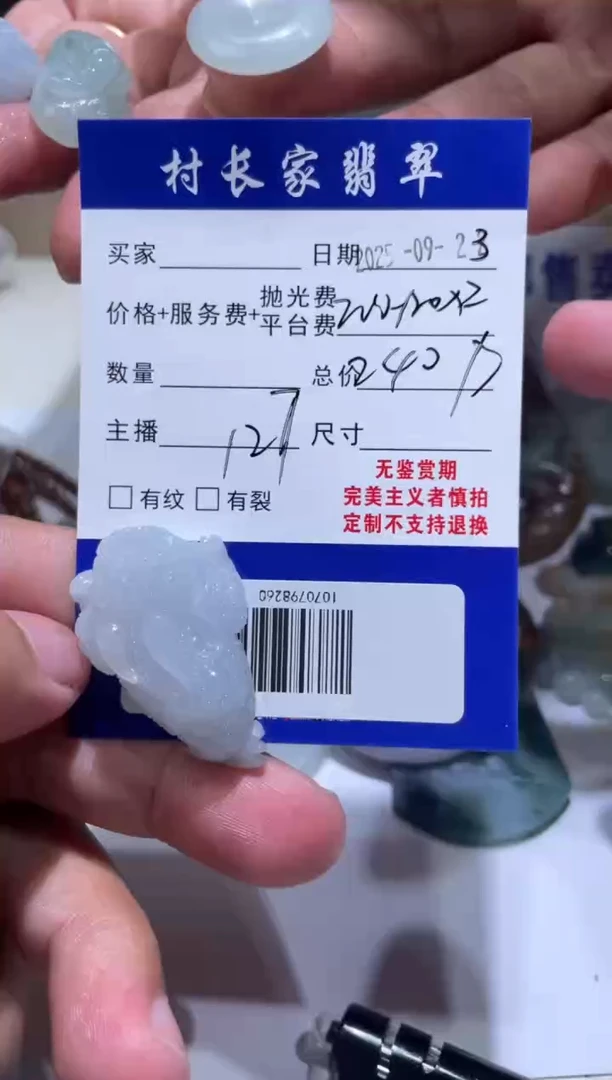 村长家翡翠
买家 日期2025-09-23
价格+服务费+抛光费
平台费
数量 总价240
主播 127 尺寸
无鉴赏期
□有纹 □有裂 完美主义者慎拍
定制不支持退换
1070798260